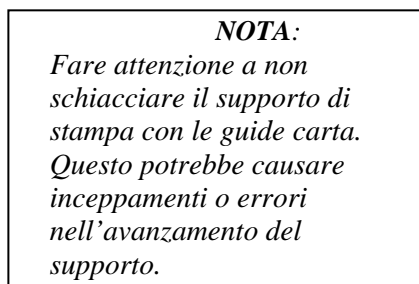 NOTA:
Fare attenzione a non
schiacciare il supporto di
stampa con le guide carta.
Questo potrebbe causare
inceppamenti o errori
nell’avanzamento del
supporto.